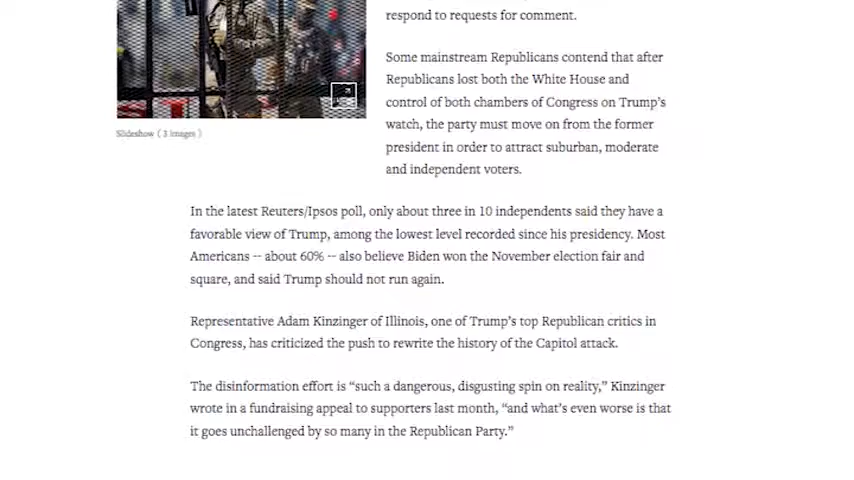 respond to requests for comment.
Some mainstream Republicans contend that after
Republicans lost both the White House and
control of both chambers of Congress on Trump's
watch, the party must move on from the former
president in order to attract suburban, moderate
and independent voters.
Slideshow ( 3 images )
In the latest Reuters/Ipsos poll, only about three in 10 independents said they have a
favorable view of Trump, among the lowest level recorded since his presidency. Most
Americans -- about 60% -- also believe Biden won the November election fair and
square, and said Trump should not run again.
Representative Adam Kinzinger of Illinois, one of Trump's top Republican critics in
Congress, has criticized the push to rewrite the history of the Capitol attack.
The disinformation effort is “such a dangerous, disgusting spin on reality,” Kinzinger
wrote in a fundraising appeal to supporters last month, “and what's even worse is that
it goes unchallenged by so many in the Republican Party.”